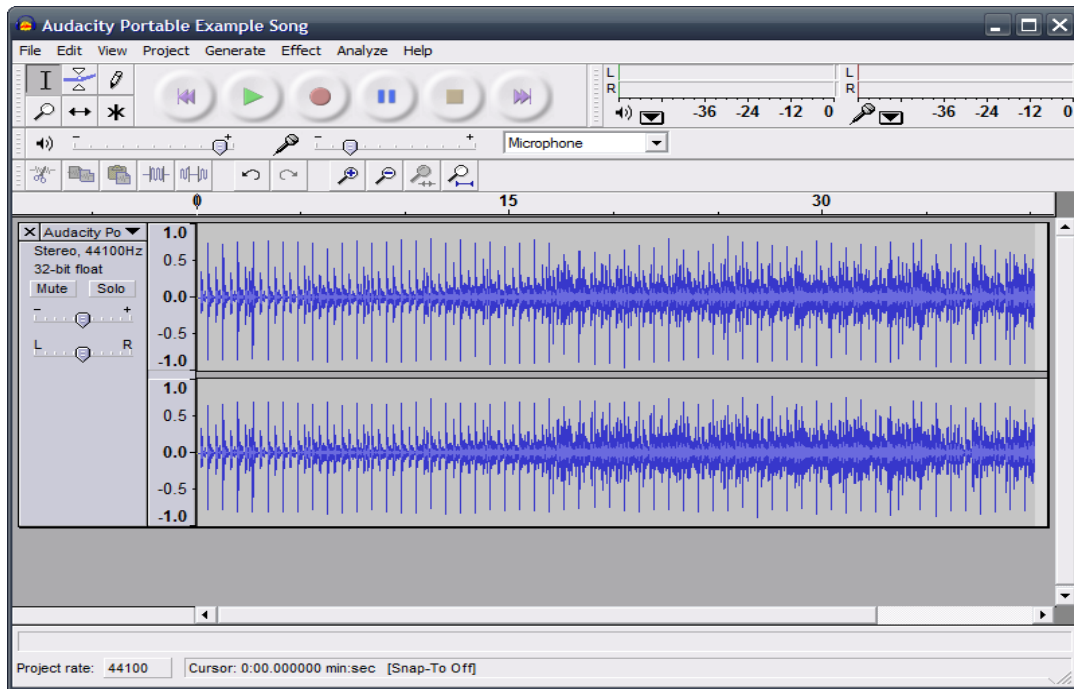 Audacity Portable Example Song
File Edit View Project Generate Effect Analyze Help
L
R
-36 -24 -12 0
L
R
-36 -24 -12 0
- +
- +
Microphone
0 15 30
Audacity Po
Stereo, 44100Hz
32-bit float
Mute Solo
- +
L R
1.0
0.5
0.0
-0.5
-1.0
1.0
0.5
0.0
-0.5
-1.0
Project rate: 44100 Cursor: 0:00.000000 min:sec [Snap-To Off]